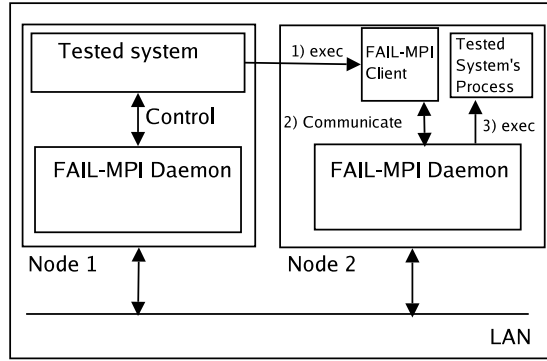 Tested system
Control
FAIL-MPI Daemon
Node 1
1) exec
FAIL-MPI
Client
Tested
System's
Process
2) Communicate
3) exec
FAIL-MPI Daemon
Node 2
LAN